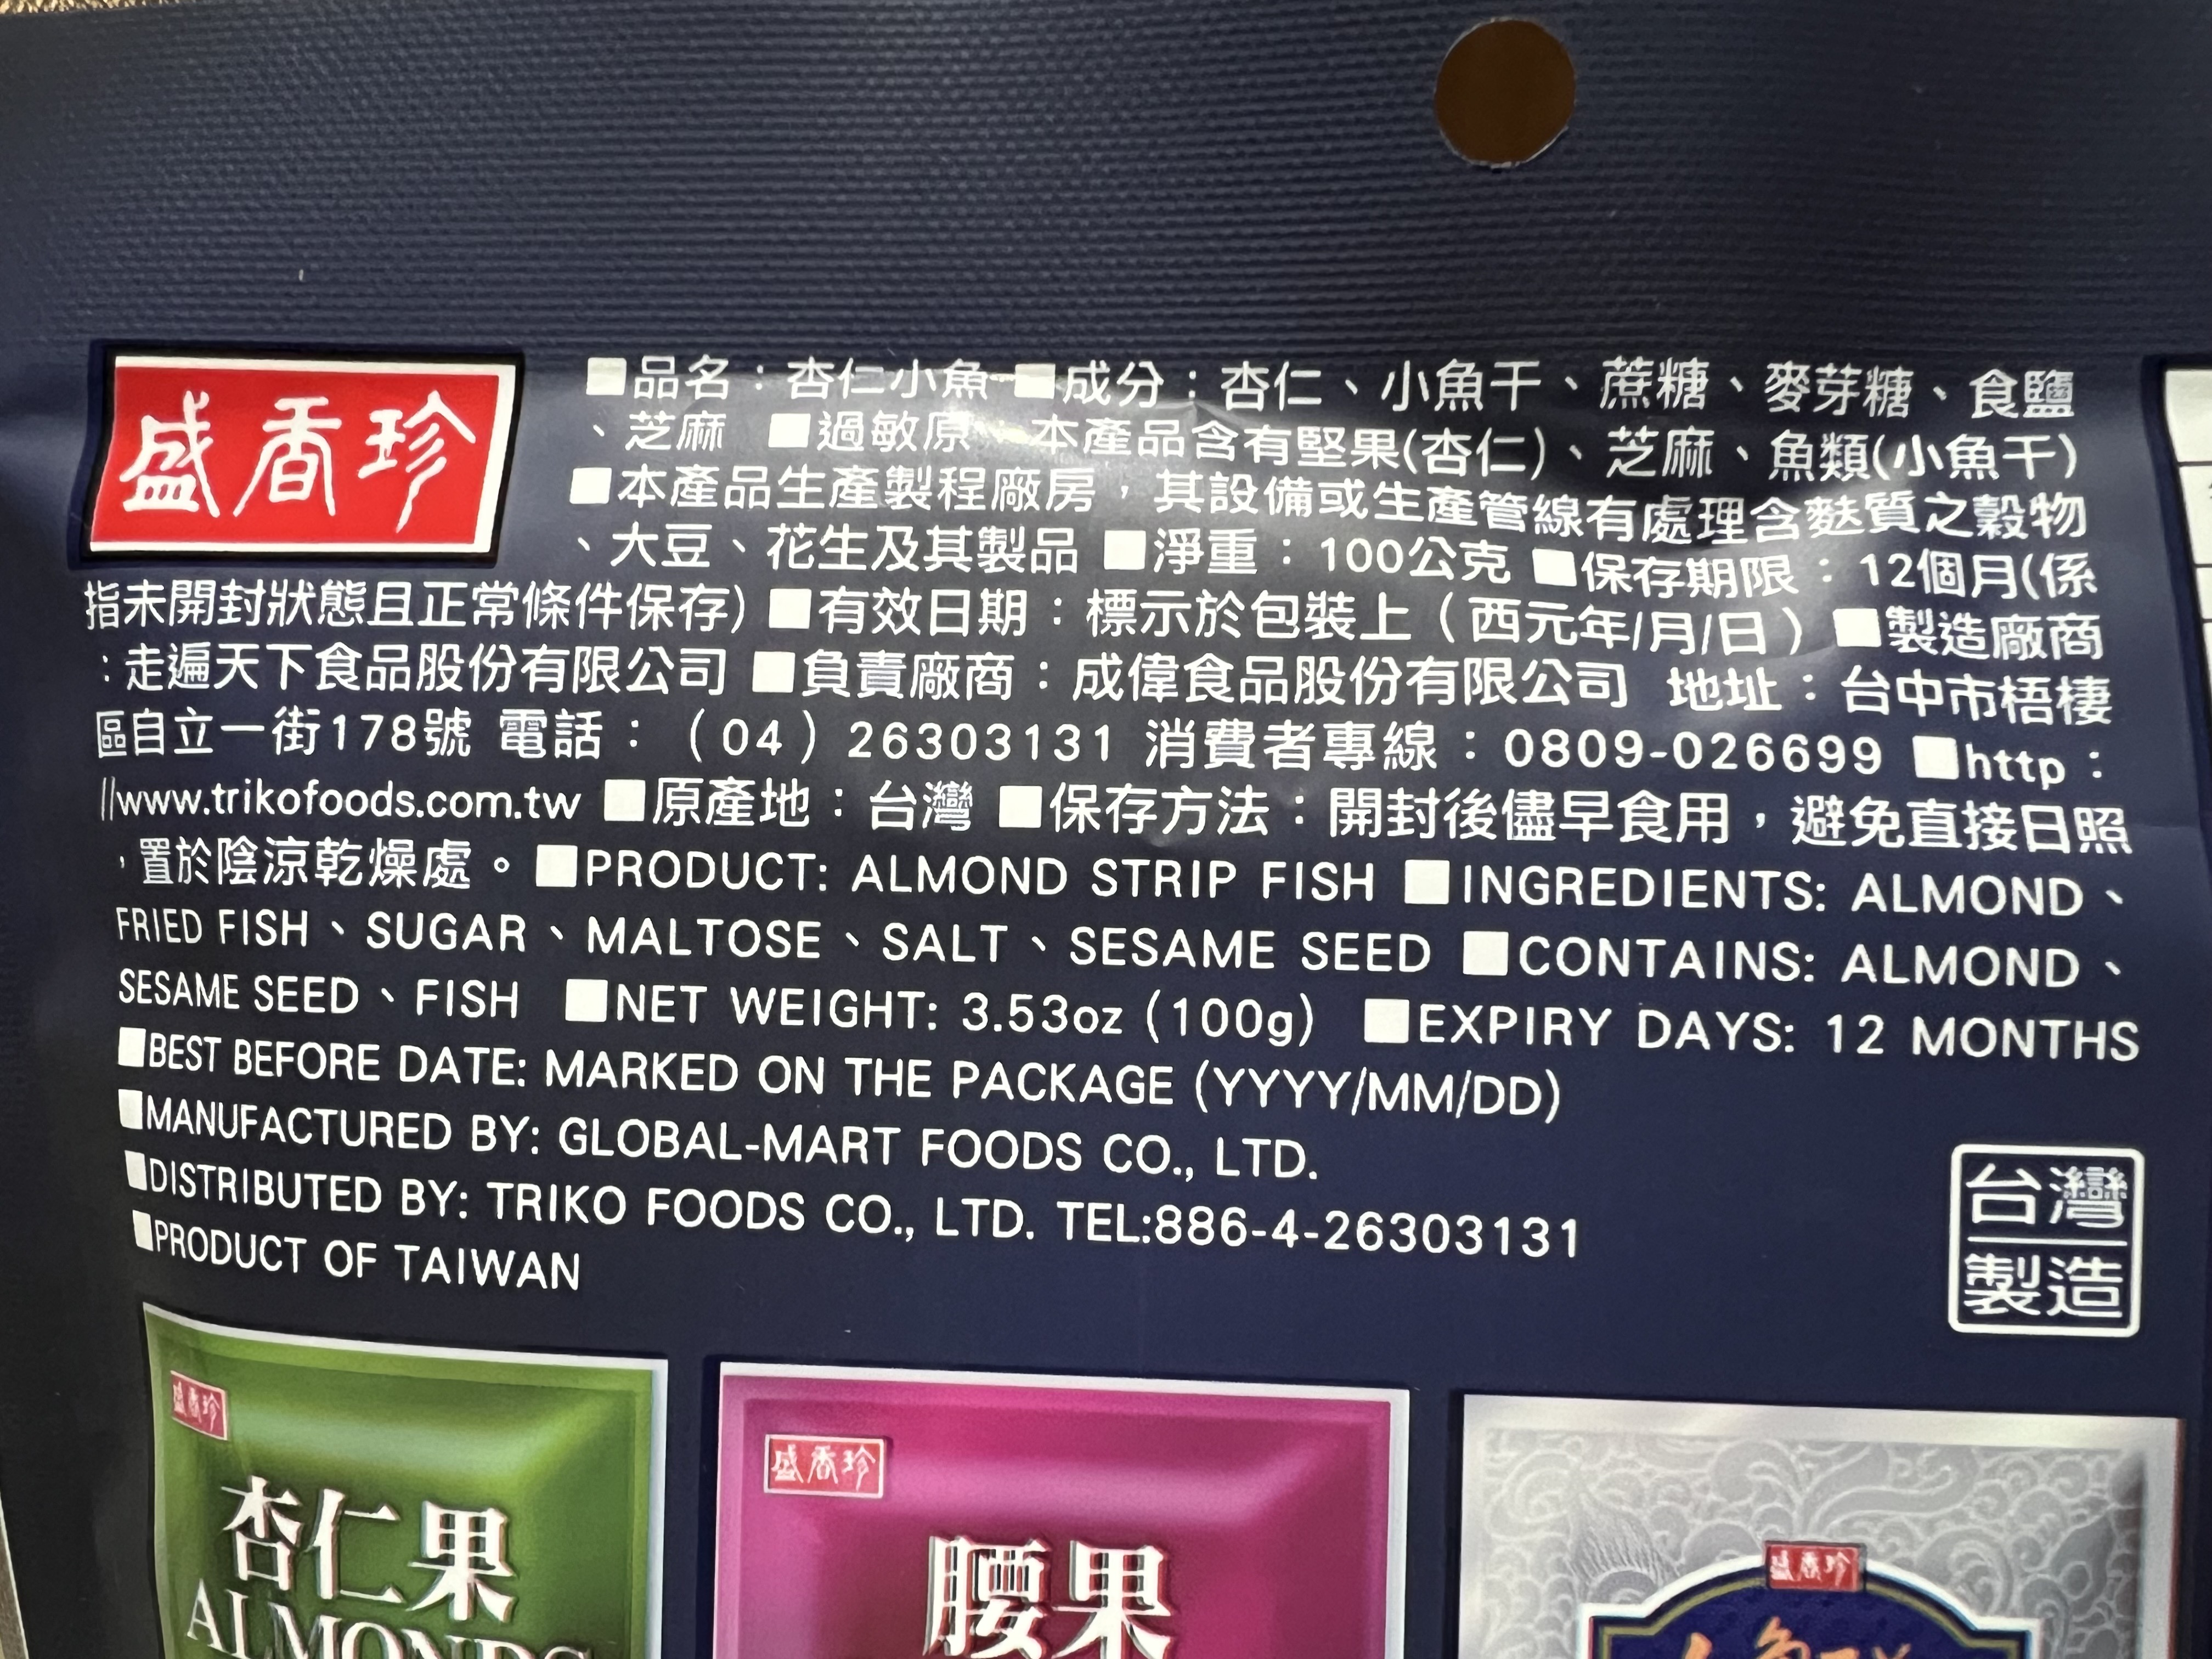 盛香珍
■品名：杏仁小魚 ■成分：杏仁、小魚干、蔗糖、麥芽糖、食鹽
、芝麻 ■過敏原：本產品含有堅果(杏仁)、芝麻、魚類(小魚干)
■本產品生產製程廠房，其設備或生產管線有處理含麩質之穀物
、大豆、花生及其製品 ■淨重：100公克 ■保存期限：12個月(係
指未開封狀態且正常條件保存) ■有效日期：標示於包裝上（西元年/月/日）■製造廠商
：走遍天下食品股份有限公司 ■負責廠商：成偉食品股份有限公司 地址：台中市梧棲
區自立一街178號 電話：（04）26303131 消費者專線：0809-026699 ■http：
//www.trikofoods.com.tw ■原產地：台灣 ■保存方法：開封後儘早食用，避免直接日照
，置於陰涼乾燥處。■PRODUCT: ALMOND STRIP FISH ■INGREDIENTS: ALMOND、
FRIED FISH、SUGAR、MALTOSE、SALT、SESAME SEED ■CONTAINS: ALMOND、
SESAME SEED、FISH ■NET WEIGHT: 3.53oz (100g) ■EXPIRY DAYS: 12 MONTHS
■BEST BEFORE DATE: MARKED ON THE PACKAGE (YYYY/MM/DD)
■MANUFACTURED BY: GLOBAL-MART FOODS CO., LTD.
■DISTRIBUTED BY: TRIKO FOODS CO., LTD. TEL:886-4-26303131
■PRODUCT OF TAIWAN
台灣
製造
盛香珍
杏仁果
ALMONDS
盛香珍
腰果
盛香珍